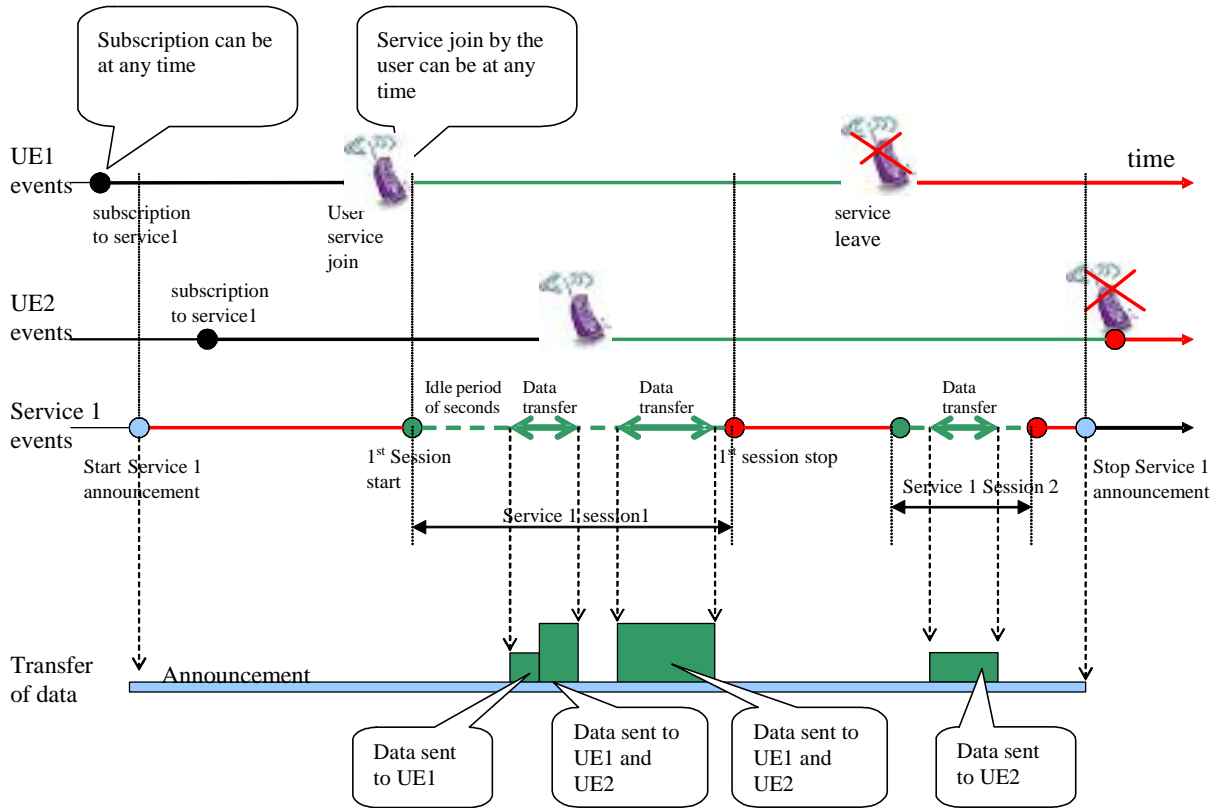 Subscription can be
at any time
Service join by the
user can be at any
time
UE1
events
time
subscription
to service1
User
service
join
service
leave
UE2
events
subscription
to service1
Service 1
events
Idle period
of seconds
Data
transfer
Data
transfer
Data
transfer
Start Service 1
announcement
1st Session
start
1st session stop
Service 1 Session 2
Stop Service 1
announcement
Service 1 session1
Transfer
of data
Announcement
Data sent
to UE1
Data sent to
UE1 and
UE2
Data sent to
UE1 and
UE2
Data sent
to UE2